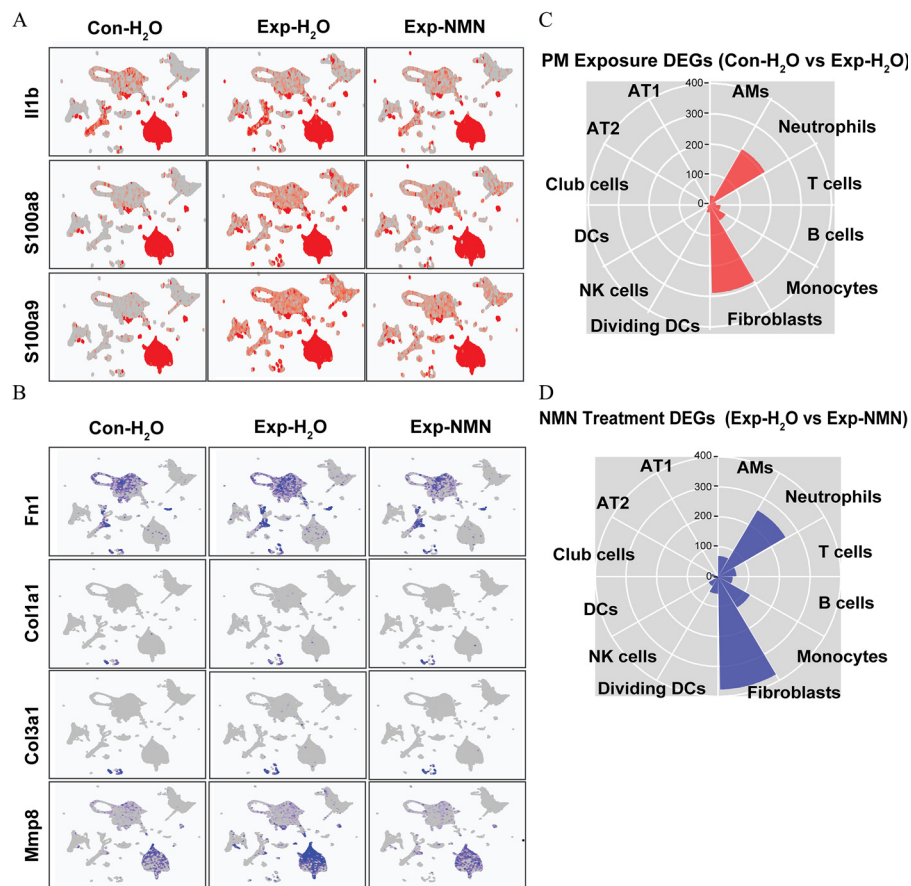 A
Con-H₂O Exp-H₂O Exp-NMN
Il1b
S100a8
S100a9
B
Con-H₂O Exp-H₂O Exp-NMN
Fn1
Col1a1
Col3a1
Mmp8
C
PM Exposure DEGs (Con-H₂O vs Exp-H₂O)
400
300
200
100
0
AMs
Neutrophils
T cells
B cells
Monocytes
Fibroblasts
Dividing DCs
NK cells
DCs
Club cells
AT2
AT1
D
NMN Treatment DEGs (Exp-H₂O vs Exp-NMN)
400
300
200
100
0
AMs
Neutrophils
T cells
B cells
Monocytes
Fibroblasts
Dividing DCs
NK cells
DCs
Club cells
AT2
AT1